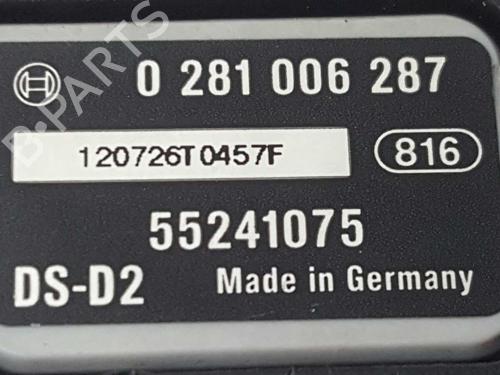 0 281 006 287
120726T0457F
816
55241075
DS-D2 Made in Germany
B-PARTS